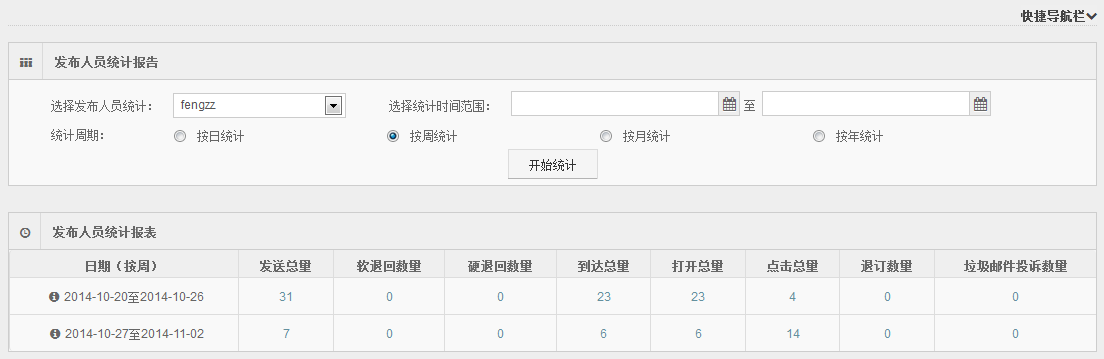 快捷导航栏
发布人员统计报告
选择发布人员统计： fengzz 选择统计时间范围： 至
统计周期： 按日统计 按周统计 按月统计 按年统计
开始统计
发布人员统计报表
日期（按周） 发送总量 软退回数量 硬退回数量 到达总量 打开总量 点击总量 退订数量 垃圾邮件投诉数量
2014-10-20至2014-10-26 31 0 0 23 23 4 0 0
2014-10-27至2014-11-02 7 0 0 6 6 14 0 0